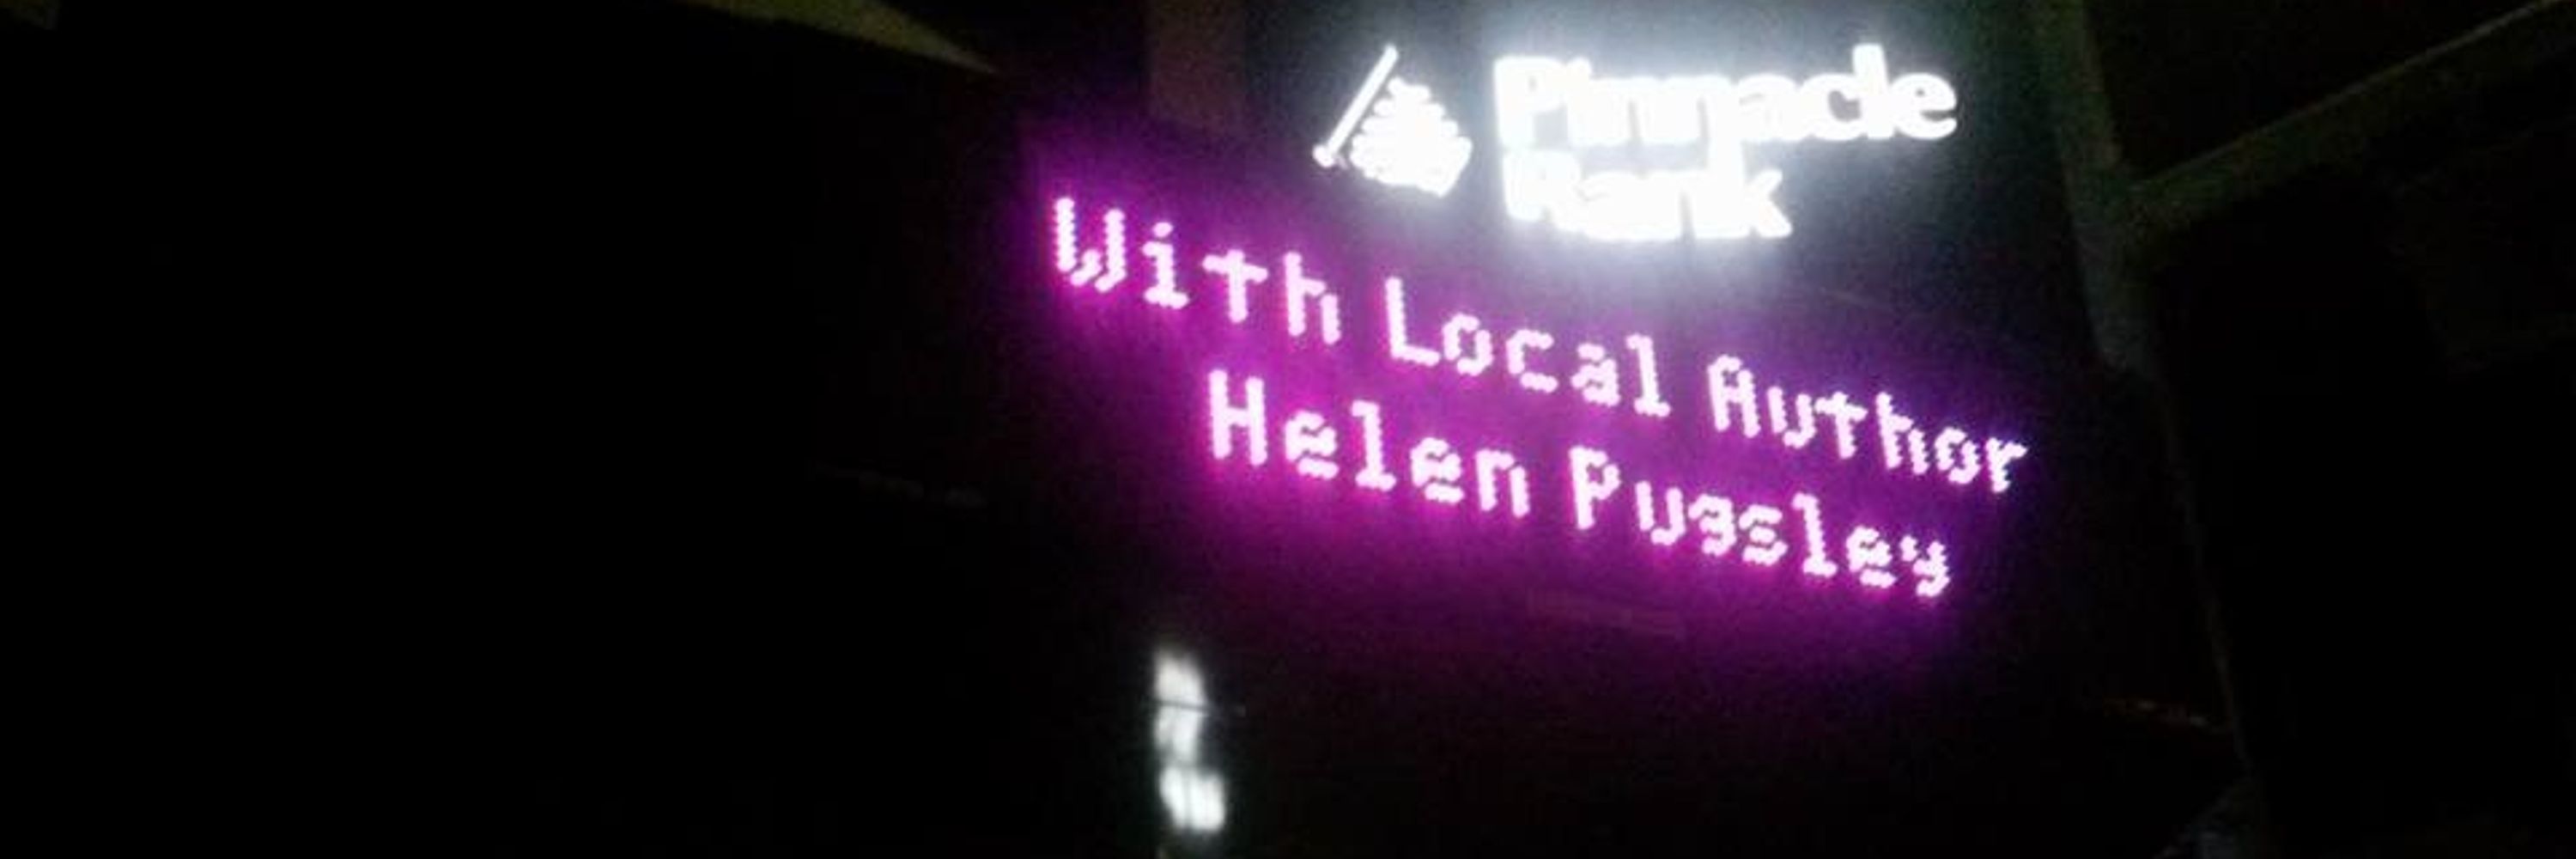 Pinnacle
Bank
With Local Author
Helen Pugsley